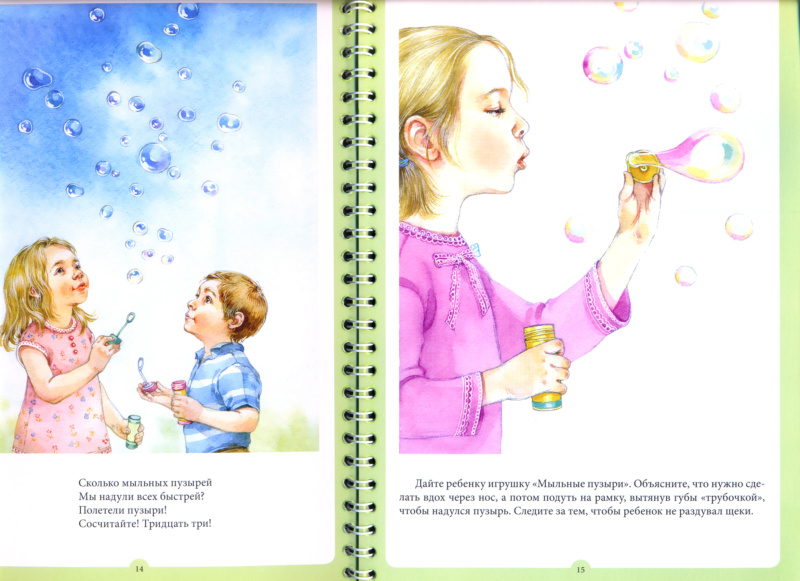 Сколько мыльных пузырей
Мы надули всех быстрей?
Полетели пузыри!
Сосчитайте! Тридцать три!
14
Дайте ребенку игрушку «Мыльные пузыри». Объясните, что нужно сде-
лать вдох через нос, а потом подуть на рамку, вытянув губы «трубочкой»,
чтобы надулся пузырь. Следите за тем, чтобы ребенок не раздувал щеки.
15